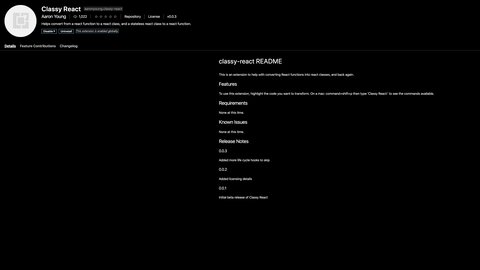 Classy React
Aaron Young 1,022 Repository License v0.0.3
Helps convert from a react function to a react class, and a stateless react class to a react function.
Disable Uninstall This extension is enabled globally.
Details Feature Contributions Changelog
classy-react README
This is an extension to help with converting React functions into react classes, and back again.
Features
To use this extension, highlight the code you want to transform. On a mac: command+shift+p then type 'Classy React' to see the commands available.
Requirements
None at this time.
Known Issues
None at this time.
Release Notes
0.0.3
Added more life cycle hooks to skip
0.0.2
Added licensing details
0.0.1
Initial beta release of Classy React!